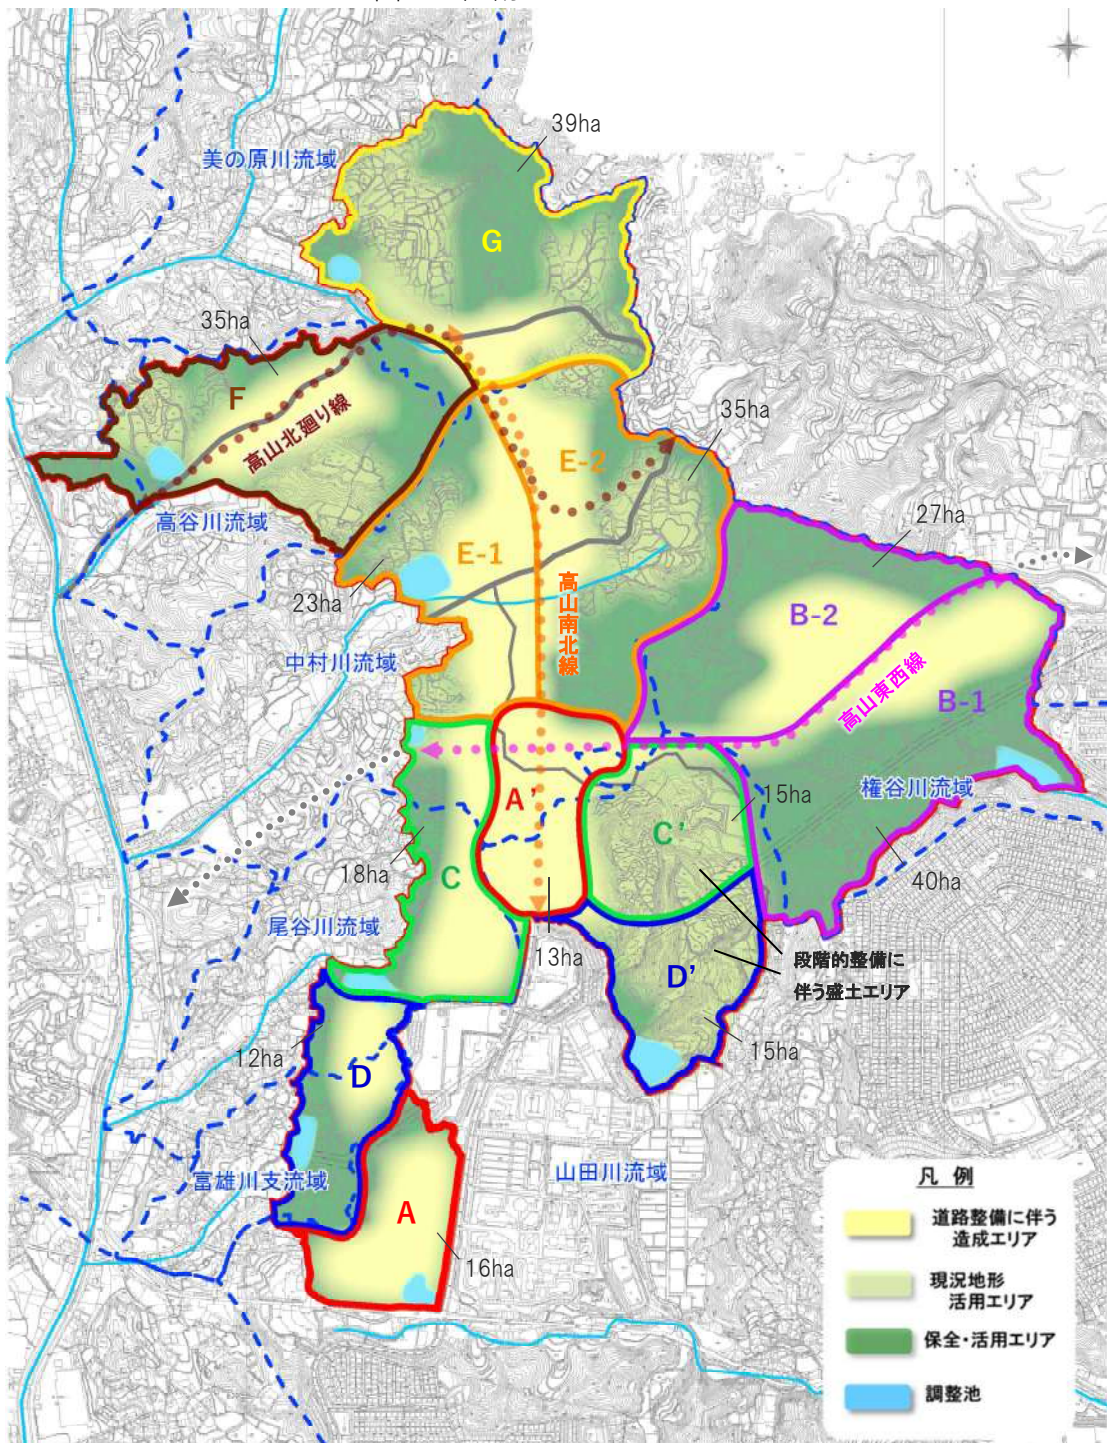 39ha
美の原川流域
G
35ha
F
高山北廻り線
E-2
35ha
高谷川流域
27ha
E-1
23ha
高山南北線
B-2
中村川流域
高山東西線
B-1
権谷川流域
A'
15ha
C'
18ha
C
40ha
尾谷川流域
13ha
段階的整備に
伴う盛土エリア
D'
12ha
15ha
D
富雄川支流域
山田川流域
A
16ha
凡 例
道路整備に伴う
造成エリア
現況地形
活用エリア
保全・活用エリア
調整池